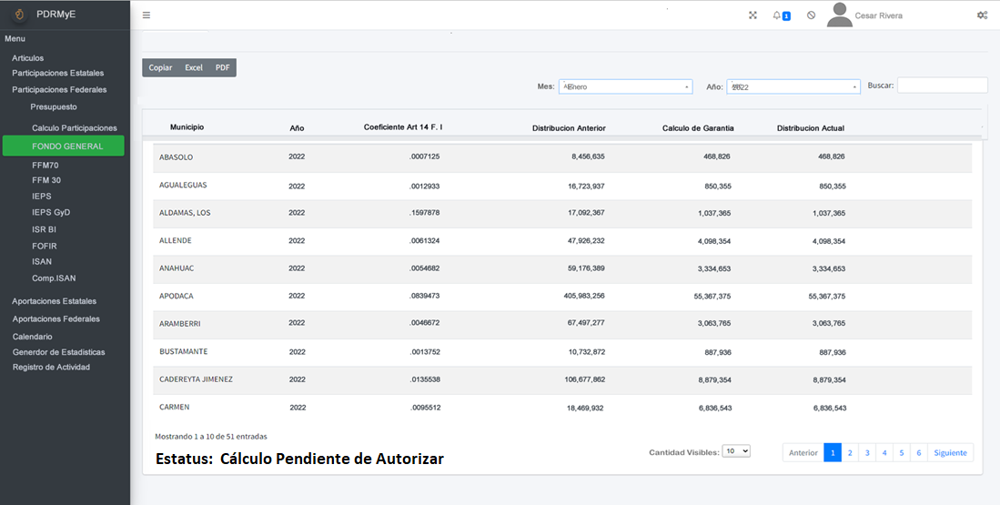 PDRMyE
1
Cesar Rivera
Menu
Articulos
Participaciones Estatales
Participaciones Federales
Presupuesto
Calculo Participaciones
FONDO GENERAL
FFM70
FFM 30
IEPS
IEPS GyD
ISR BI
FOFIR
ISAN
Comp.ISAN
Aportaciones Estatales
Aportaciones Federales
Calendario
Generdor de Estadisticas
Registro de Actividad
Copiar Excel PDF
Mes: Enero Año: 2022 Buscar:
Municipio Año Coeficiente Art 14 F. I Distribucion Anterior Calculo de Garantia Distribucion Actual
ABASOLO 2022 .0007125 8,456,635 468,826 468,826
AGUALEGUAS 2022 .0012933 16,723,937 850,355 850,355
ALDAMAS, LOS 2022 .1597878 17,092,367 1,037,365 1,037,365
ALLENDE 2022 .0061324 47,926,232 4,098,354 4,098,354
ANAHUAC 2022 .0054682 59,176,389 3,334,653 3,334,653
APODACA 2022 .0839473 405,983,256 55,367,375 55,367,375
ARAMBERRI 2022 .0046672 67,497,277 3,063,765 3,063,765
BUSTAMANTE 2022 .0013752 10,732,872 887,936 887,936
CADEREYTA JIMENEZ 2022 .0135538 106,677,862 8,879,354 8,879,354
CARMEN 2022 .0095512 18,469,932 6,836,543 6,836,543
Mostrando 1 a 10 de 51 entradas
Estatus: Cálculo Pendiente de Autorizar
Cantidad Visibles: 10 Anterior 1 2 3 4 5 6 Siguiente